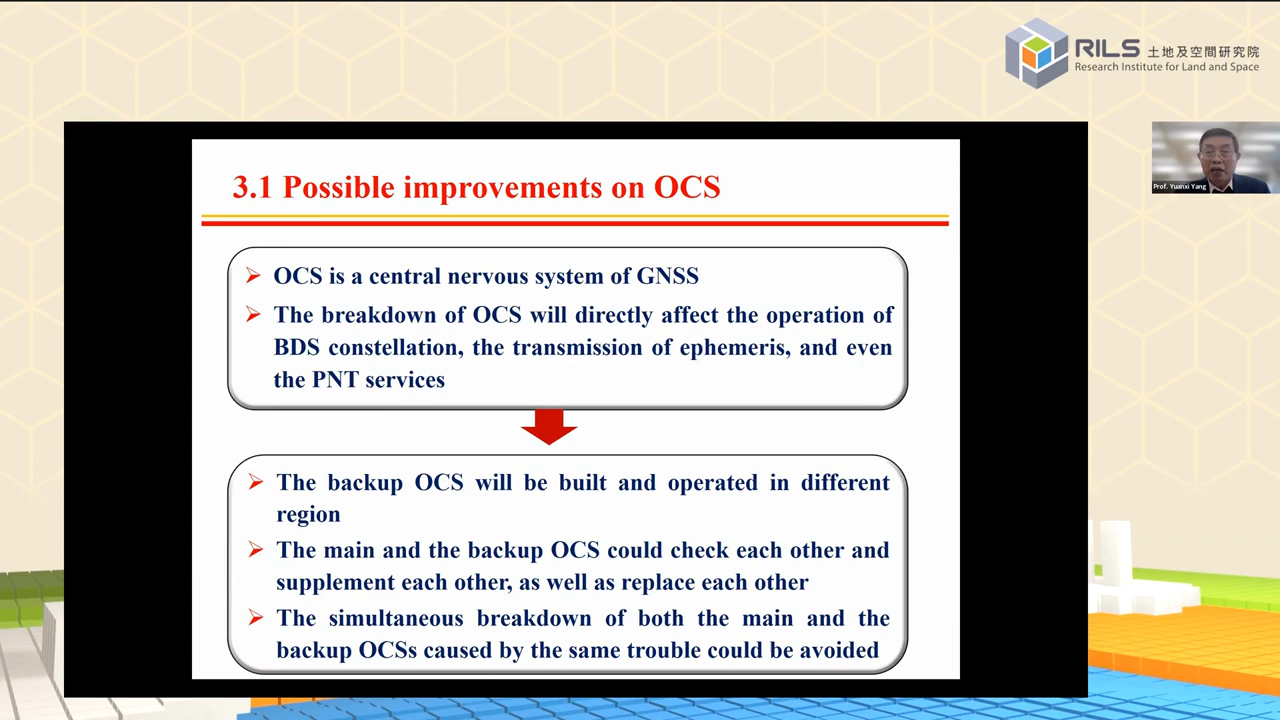 RILS 土地及空間研究院
Research Institute for Land and Space
3.1 Possible improvements on OCS
Prof. Yuanxi Yang
OCS is a central nervous system of GNSS
The breakdown of OCS will directly affect the operation of
BDS constellation, the transmission of ephemeris, and even
the PNT services
The backup OCS will be built and operated in different
region
The main and the backup OCS could check each other and
supplement each other, as well as replace each other
The simultaneous breakdown of both the main and the
backup OCSs caused by the same trouble could be avoided